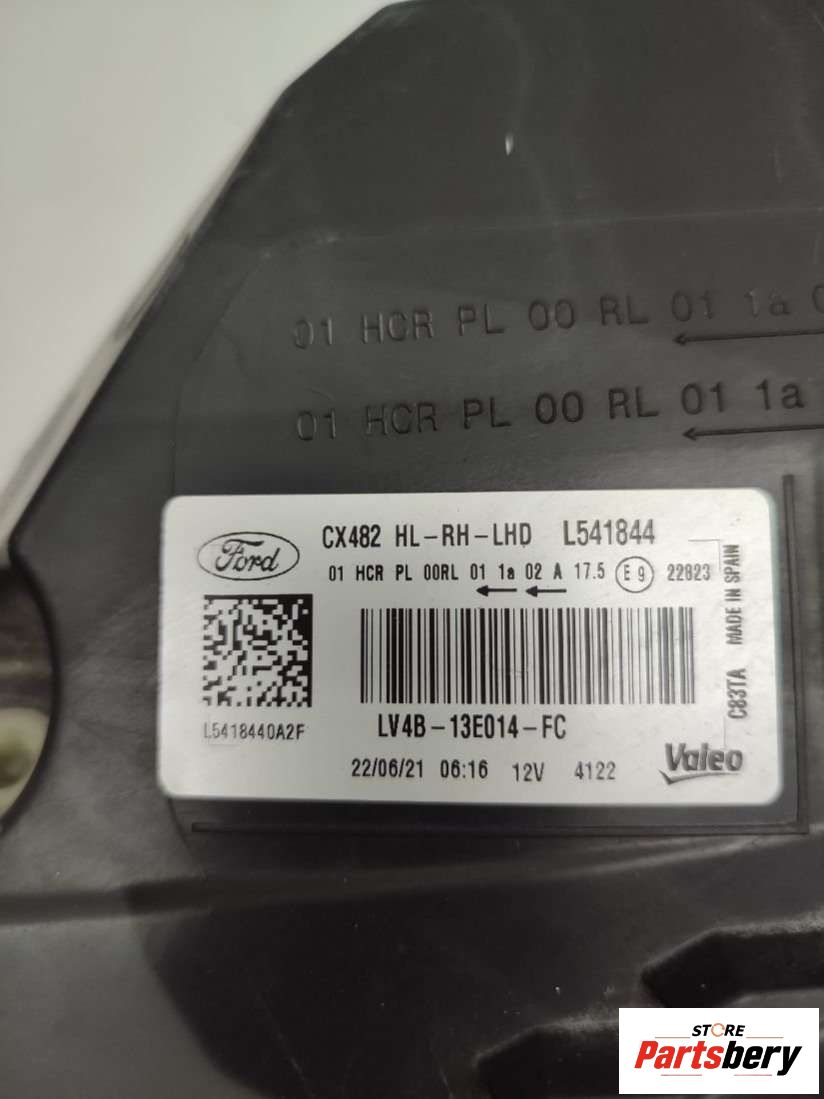 01 HCR PL 00 RL 01 1a
01 HCR PL 00 RL 01 1a
Ford
CX482 HL-RH-LHD L541844
01 HCR PL 00RL 01 1a 02 A 17.5 E9 22823
L5418440A2F
LV4B-13E014-FC
22/06/21 06:16 12V 4122
Valeo
C83TA MADE IN SPAIN
STORE
Partsbery